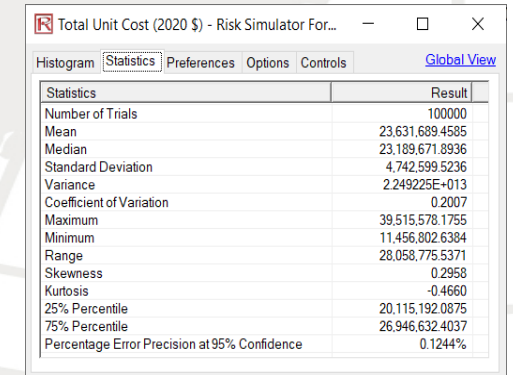 Total Unit Cost (2020 $) - Risk Simulator For...
Histogram Statistics Preferences Options Controls Global View
Statistics Result
Number of Trials 100000
Mean 23,631,689.4585
Median 23,189,671.8936
Standard Deviation 4,742,599.5236
Variance 2.249225E+013
Coefficient of Variation 0.2007
Maximum 39,515,578.1755
Minimum 11,456,802.6384
Range 28,058,775.5371
Skewness 0.2958
Kurtosis -0.4660
25% Percentile 20,115,192.0875
75% Percentile 26,946,632.4037
Percentage Error Precision at 95% Confidence 0.1244%